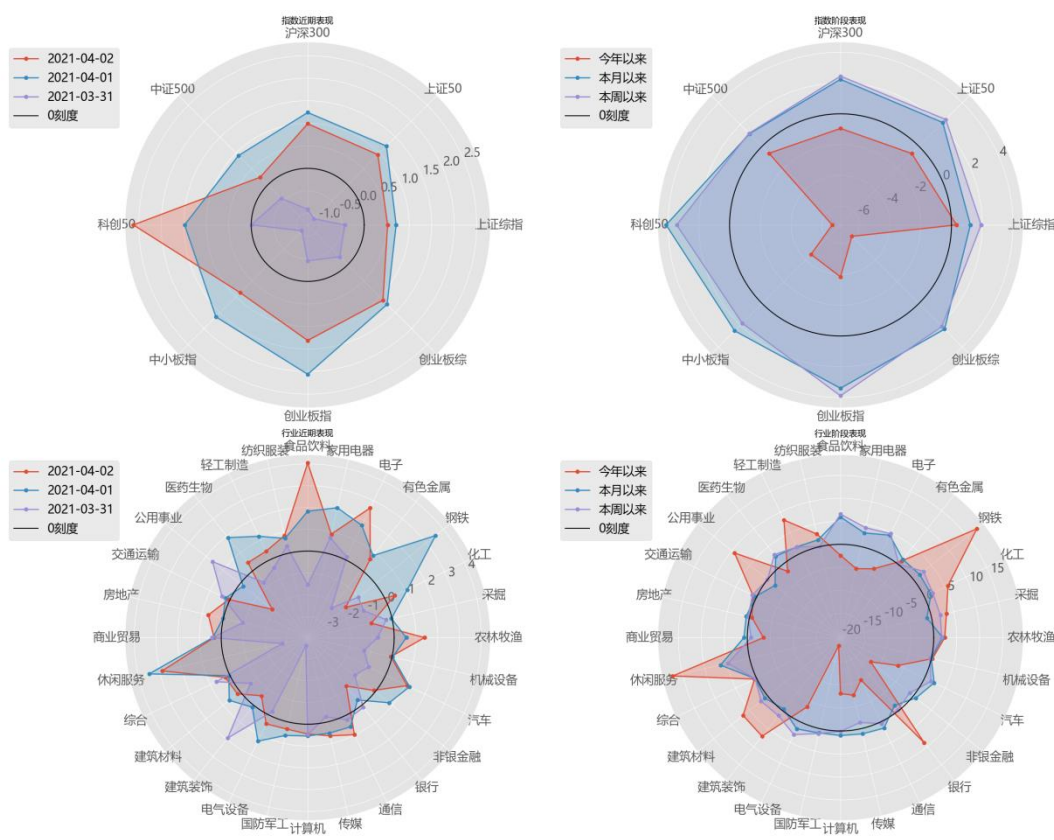 指数近期表现
沪深300
2021-04-02
2021-04-01
2021-03-31
0刻度
中证500
上证50
科创50
上证综指
中小板指
创业板综
创业板指
-1.0
-0.5
0.0
0.5
1.0
1.5
2.0
2.5
指数阶段表现
沪深300
今年以来
本月以来
本周以来
0刻度
中证500
上证50
科创50
上证综指
中小板指
创业板综
创业板指
-6
-4
-2
0
2
4
行业近期表现
食品饮料
2021-04-02
2021-04-01
2021-03-31
0刻度
纺织服装
家用电器
轻工制造
电子
医药生物
有色金属
公用事业
钢铁
交通运输
化工
房地产
采掘
商业贸易
农林牧渔
休闲服务
机械设备
综合
汽车
建筑材料
非银金融
建筑装饰
银行
电气设备
通信
国防军工
计算机
传媒
-3
-2
-1
0
1
2
3
4
行业阶段表现
食品饮料
今年以来
本月以来
本周以来
0刻度
纺织服装
家用电器
轻工制造
电子
医药生物
有色金属
公用事业
钢铁
交通运输
化工
房地产
采掘
商业贸易
农林牧渔
休闲服务
机械设备
综合
汽车
建筑材料
非银金融
建筑装饰
银行
电气设备
通信
国防军工
计算机
传媒
-20
-15
-10
-5
0
5
10
15